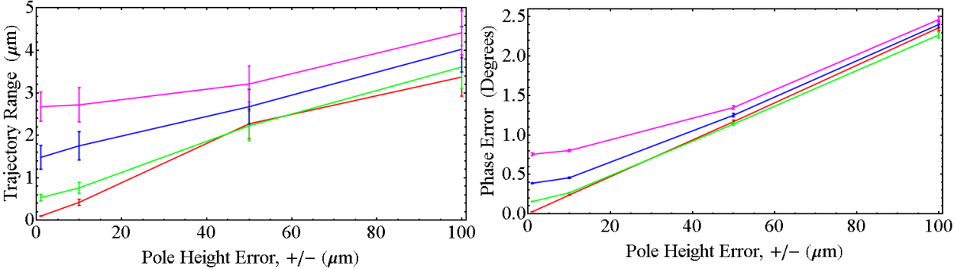 5
4
3
2
1
0
0 20 40 60 80 100
Trajectory Range (μm)
Pole Height Error, +/− (μm)
2.5
2.0
1.5
1.0
0.5
0.0
0 20 40 60 80 100
Phase Error (Degrees)
Pole Height Error, +/− (μm)